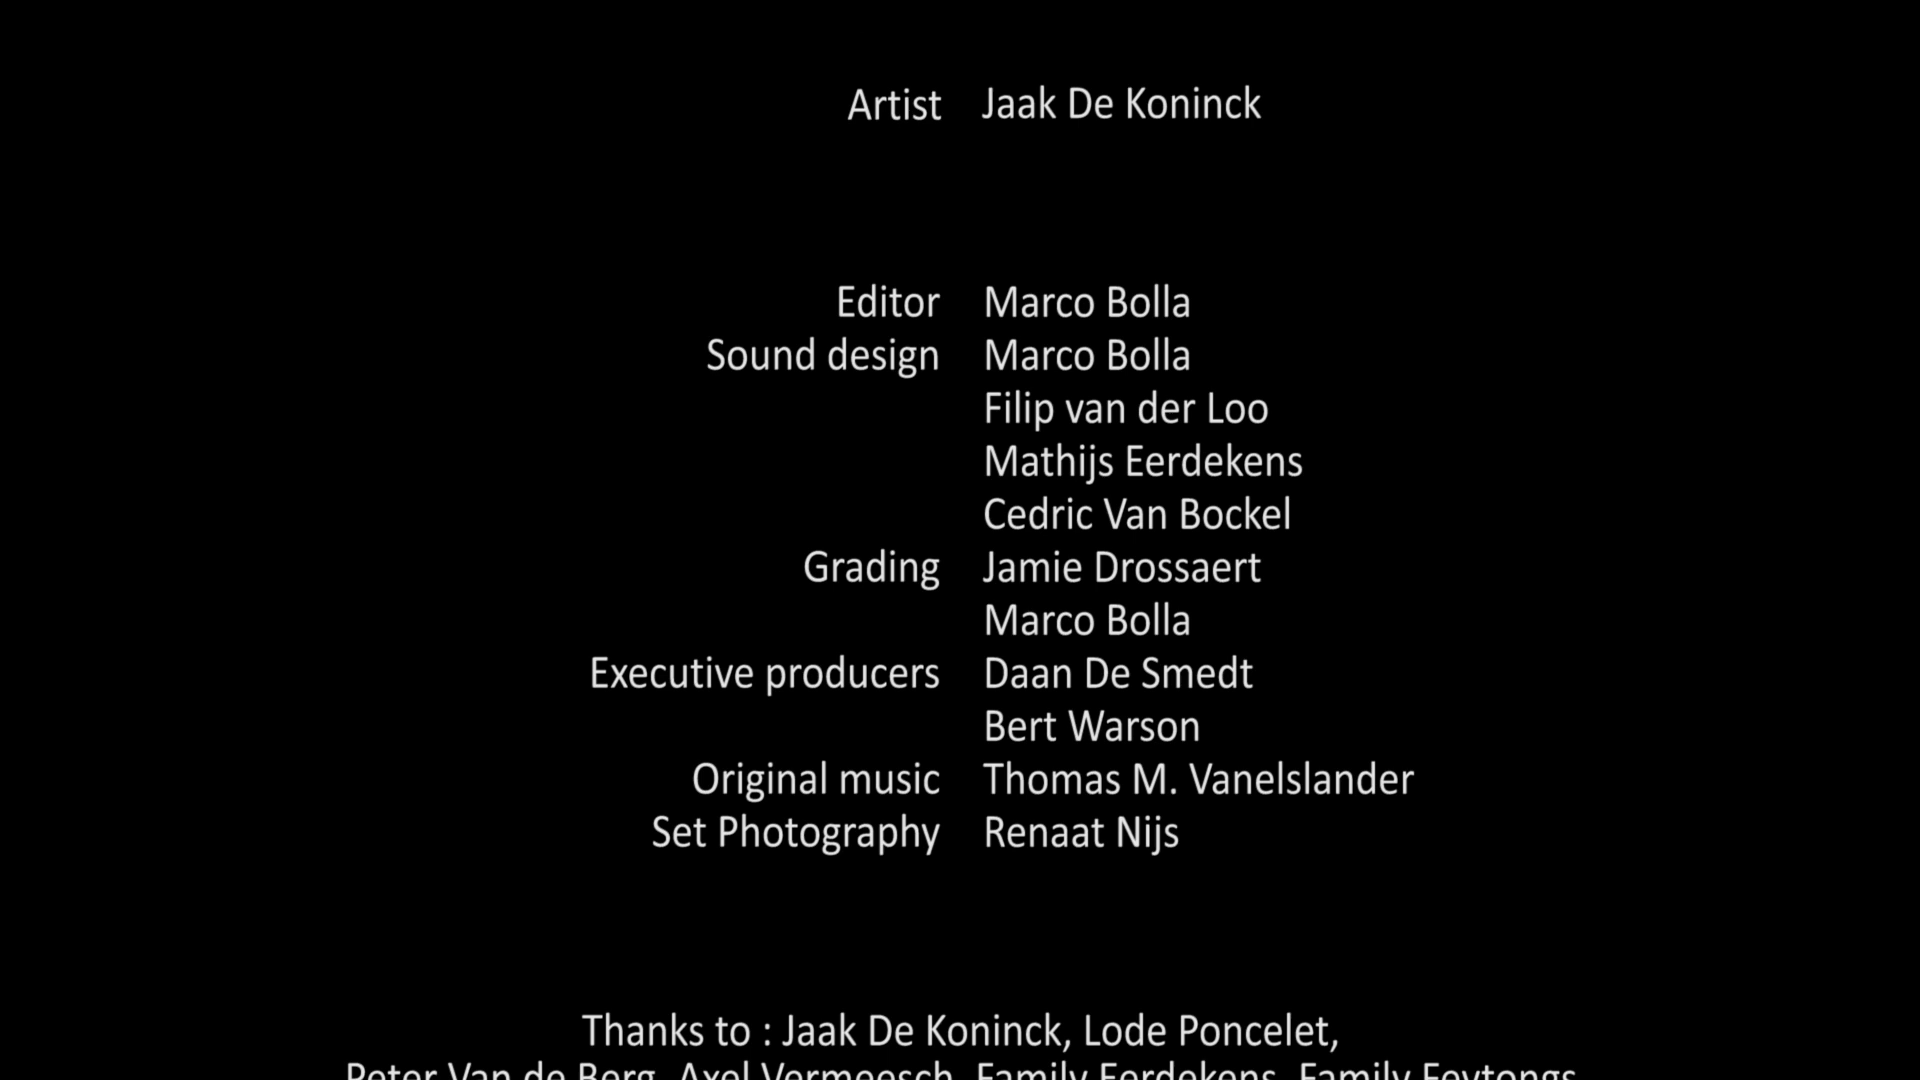 Artist Jaak De Koninck
Editor Marco Bolla
Sound design Marco Bolla
Filip van der Loo
Mathijs Eerdekens
Cedric Van Bockel
Grading Jamie Drossaert
Marco Bolla
Executive producers Daan De Smedt
Bert Warson
Original music Thomas M. Vanelslander
Set Photography Renaat Nijs
Thanks to : Jaak De Koninck, Lode Poncelet,
Peter Van de Berg, Axel Vermeesch, Family Eerdekens, Family Feytongs